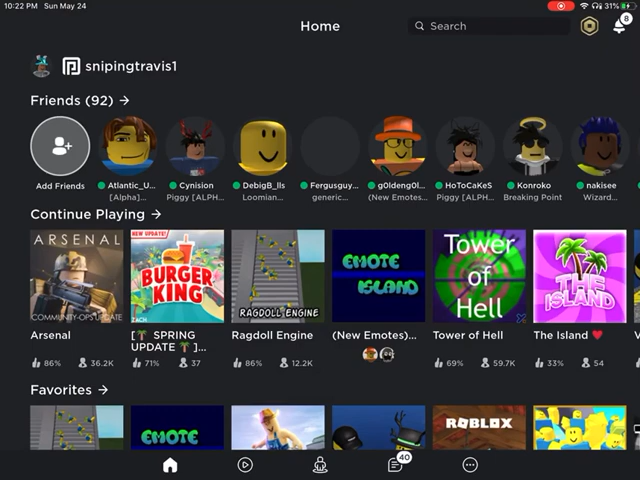 10:22 PM Sun May 24 31%
Home
Search
8
snipingtravis1
Friends (92) →
Add Friends
Atlantic_U... Cynision DebigB_lls Fergusguy... g0ldeng0l... HoToCaKeS Konroko nakisee
[Alpha]... Piggy [ALPH... Loomian... generic... (New Emotes... Piggy [ALPH... Breaking Point Wizard...
Continue Playing →
ARSENAL
COMMUNITY-OPS UPDATE
NEW UPDATE!
BURGER KING
ZACH
RAGDOLL ENGINE
EMOTE ISLAND
Tower of Hell
THE ISLAND
Arsenal
[🌴 SPRING UPDATE 🌴]...
Ragdoll Engine
(New Emotes)...
Tower of Hell
The Island ❤️
86% 36.2K
71% 37
86% 12.2K
69% 59.7K
33% 54
Favorites →
EMOTE
ROBLOX
40